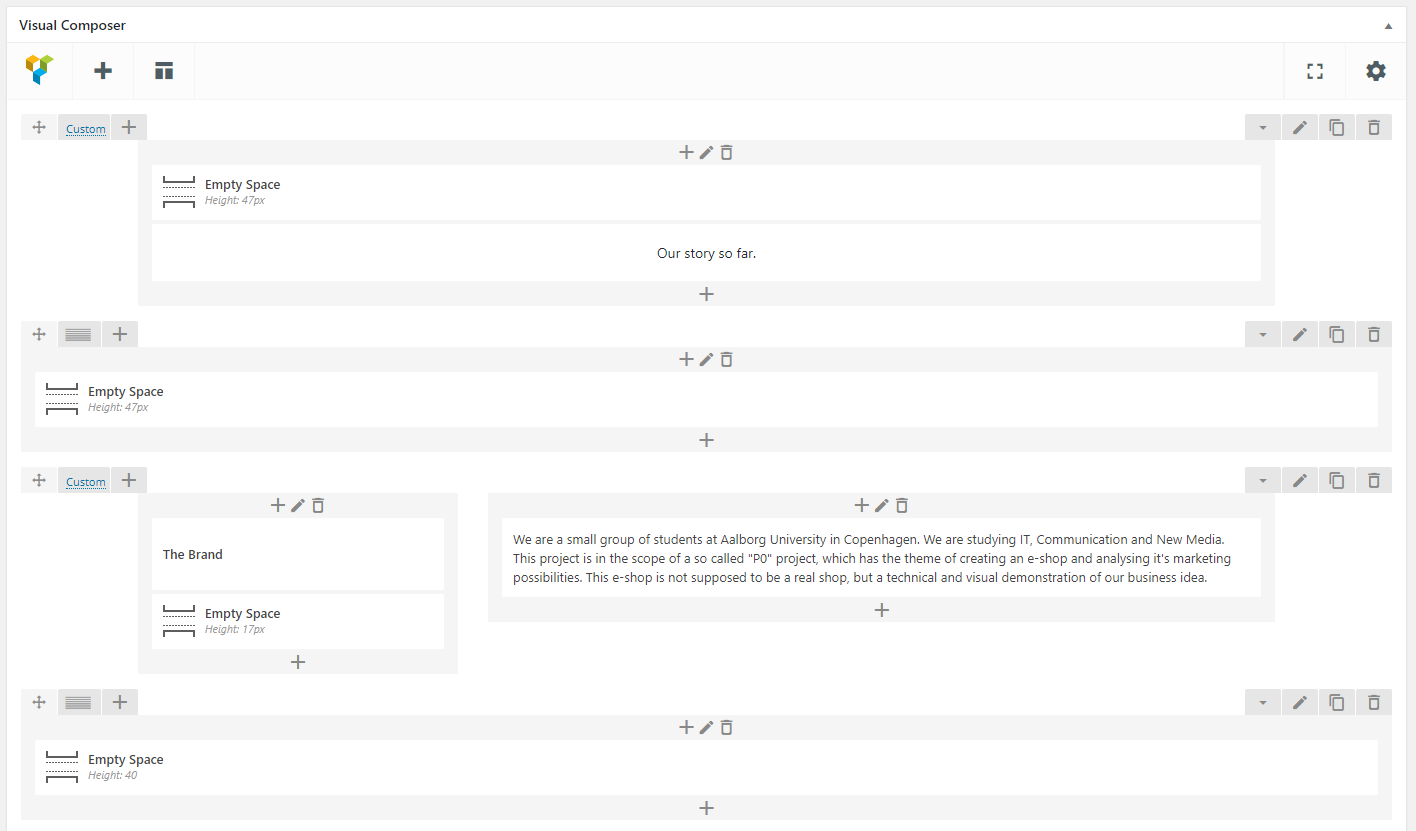 Visual Composer
Custom
Empty Space
Height: 47px
Our story so far.
Empty Space
Height: 47px
Custom
The Brand
Empty Space
Height: 17px
We are a small group of students at Aalborg University in Copenhagen. We are studying IT, Communication and New Media.
This project is in the scope of a so called "P0" project, which has the theme of creating an e-shop and analysing it's marketing
possibilities. This e-shop is not supposed to be a real shop, but a technical and visual demonstration of our business idea.
Empty Space
Height: 40